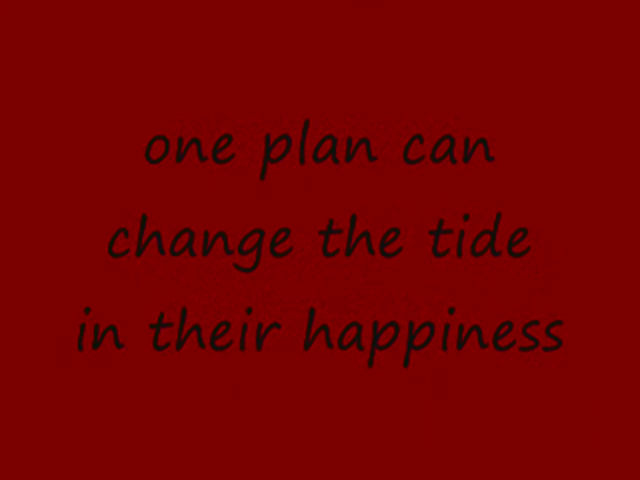 one plan can
change the tide
in their happiness